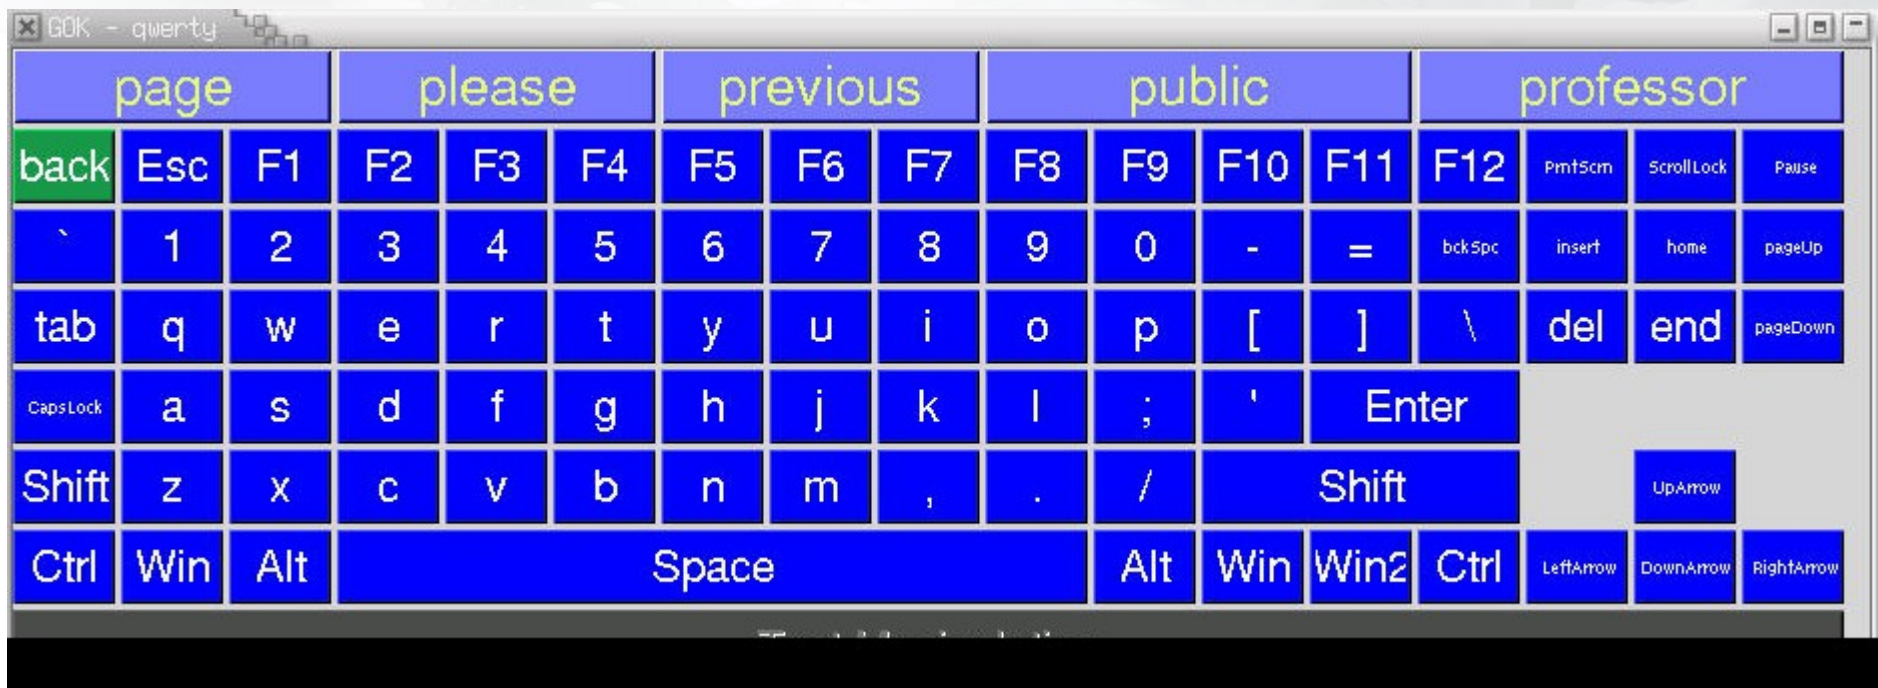 GOK - qwerty
page please previous public professor
back Esc F1 F2 F3 F4 F5 F6 F7 F8 F9 F10 F11 F12 PrntScrn ScrollLock Pause
` 1 2 3 4 5 6 7 8 9 0 - = bckSpc insert home pageUp
tab q w e r t y u i o p [ ] \ del end pageDown
CapsLock a s d f g h j k l ; ' Enter
Shift z x c v b n m , . / Shift UpArrow
Ctrl Win Alt Space Alt Win Win2 Ctrl LeftArrow DownArrow RightArrow